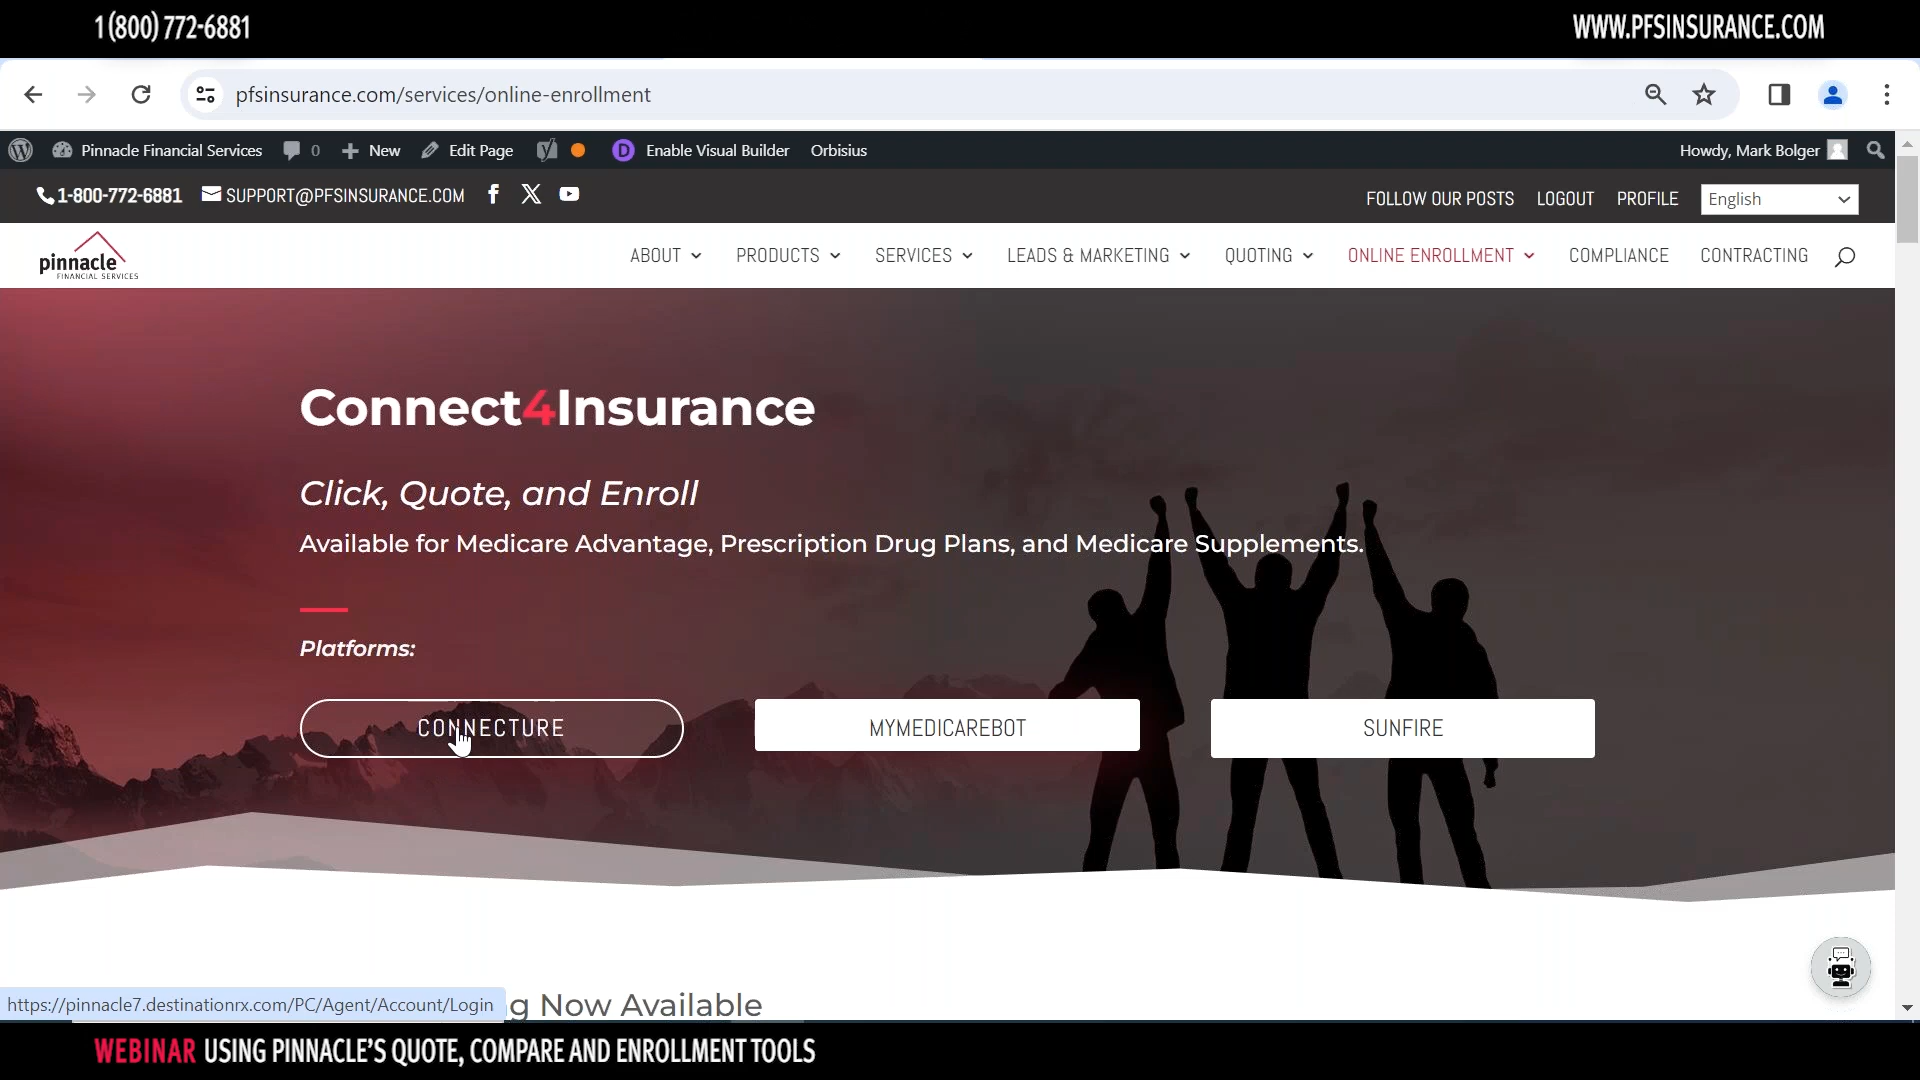 1 (800) 772-6881
WWW.PFSINSURANCE.COM
pfsinsurance.com/services/online-enrollment
Pinnacle Financial Services 0 New Edit Page D Enable Visual Builder Orbisius Howdy, Mark Bolger
1-800-772-6881 SUPPORT@PFSINSURANCE.COM FOLLOW OUR POSTS LOGOUT PROFILE English
pinnacle
FINANCIAL SERVICES
ABOUT PRODUCTS SERVICES LEADS & MARKETING QUOTING ONLINE ENROLLMENT COMPLIANCE CONTRACTING
Connect4Insurance
Click, Quote, and Enroll
Available for Medicare Advantage, Prescription Drug Plans, and Medicare Supplements.
Platforms:
CONNECTURE MYMEDICAREBOT SUNFIRE
https://pinnacle7.destinationrx.com/PC/Agent/Account/Login
g Now Available
WEBINAR USING PINNACLE'S QUOTE, COMPARE AND ENROLLMENT TOOLS